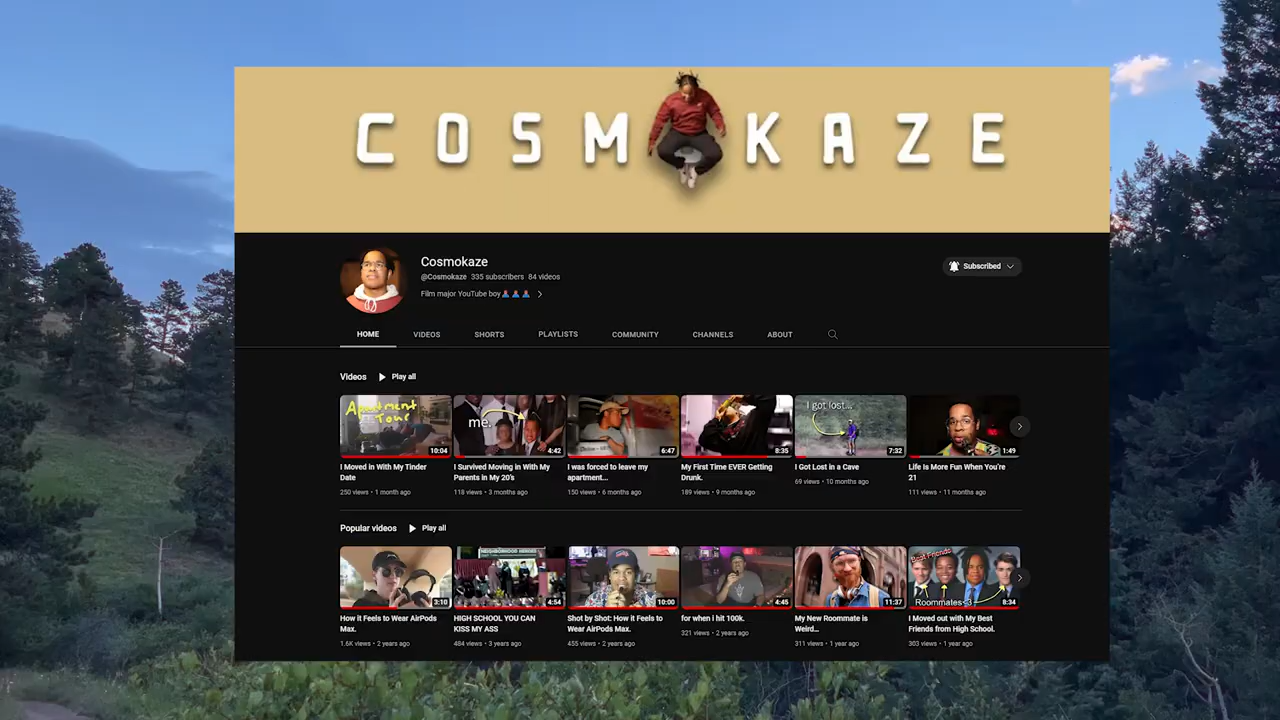 COSMOKAZE
Cosmokaze
@Cosmokaze 335 subscribers 84 videos
Film major YouTube boy
Subscribed
HOME VIDEOS SHORTS PLAYLISTS COMMUNITY CHANNELS ABOUT
Videos Play all
Apartment
Tour
10:04
me.
4:42
6:47
8:35
I got lost...
7:32
1:49
I Moved in With My Tinder
Date
250 views • 1 month ago
I Survived Moving in With My
Parents in My 20's
118 views • 3 months ago
I was forced to leave my
apartment...
150 views • 6 months ago
My First Time EVER Getting
Drunk.
189 views • 9 months ago
I Got Lost in a Cave
69 views • 10 months ago
Life Is More Fun When You're
21
111 views • 11 months ago
Popular videos Play all
3:10
NEIGHBORHOOD HEROES
4:54
10:00
4:45
11:37
Best Friends
Roommates<3
8:34
How it Feels to Wear AirPods
Max.
1.6K views • 2 years ago
HIGH SCHOOL YOU CAN
KISS MY ASS
484 views • 3 years ago
Shot by Shot: How it Feels to
Wear AirPods Max.
455 views • 2 years ago
for when i hit 100k.
321 views • 2 years ago
My New Roommate is
Weird...
311 views • 1 year ago
I Moved out with My Best
Friends from High School.
303 views • 1 year ago